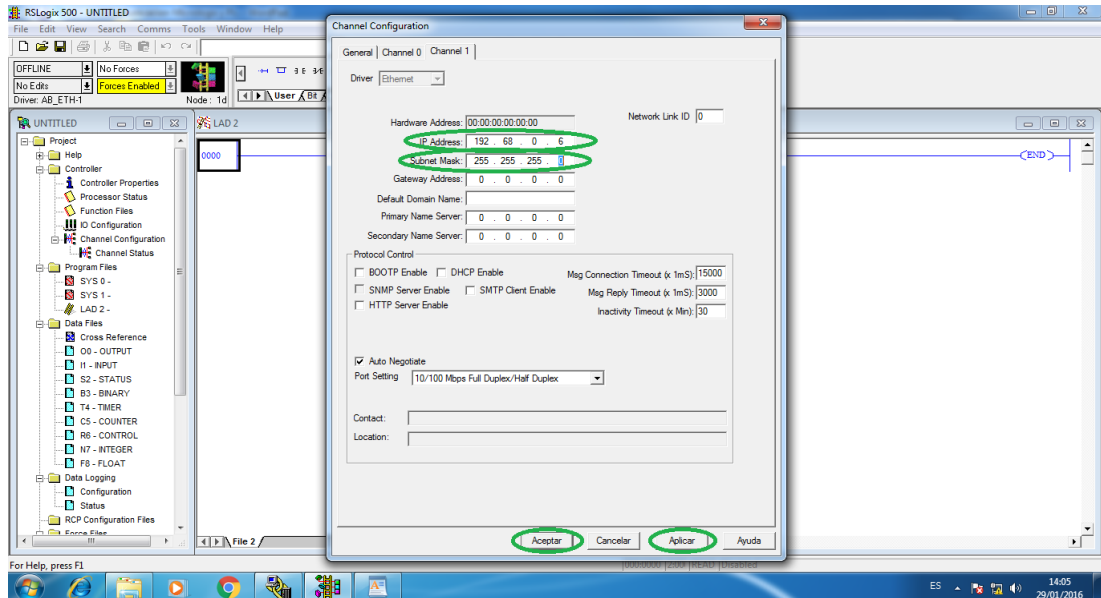 RSLogix 500 - UNTITLED
File Edit View Search Comms Tools Window Help
OFFLINE No Forces
No Edits Forces Enabled
Driver: AB_ETH-1 Node: 1d
User Bit
UNTITLED
Project
Help
Controller
Controller Properties
Processor Status
Function Files
IO Configuration
Channel Configuration
Channel Status
Program Files
SYS 0 -
SYS 1 -
LAD 2 -
Data Files
Cross Reference
O0 - OUTPUT
I1 - INPUT
S2 - STATUS
B3 - BINARY
T4 - TIMER
C5 - COUNTER
R6 - CONTROL
N7 - INTEGER
F8 - FLOAT
Data Logging
Configuration
Status
RCP Configuration Files
Force Files
LAD 2
0000
END
File 2
Channel Configuration
General Channel 0 Channel 1
Driver Ethernet
Hardware Address: 00:00:00:00:00:00 Network Link ID 0
IP Address: 192 . 68 . 0 . 6
Subnet Mask: 255 . 255 . 255 . 0
Gateway Address: 0 . 0 . 0 . 0
Default Domain Name:
Primary Name Server: 0 . 0 . 0 . 0
Secondary Name Server: 0 . 0 . 0 . 0
Protocol Control
BOOTP Enable DHCP Enable Msg Connection Timeout (x 1mS): 15000
SNMP Server Enable SMTP Client Enable Msg Reply Timeout (x 1mS): 3000
HTTP Server Enable Inactivity Timeout (x Min): 30
Auto Negotiate
Port Setting 10/100 Mbps Full Duplex/Half Duplex
Contact:
Location:
Aceptar Cancelar Aplicar Ayuda
For Help, press F1 READ Disabled
ES 14:05
29/01/2016